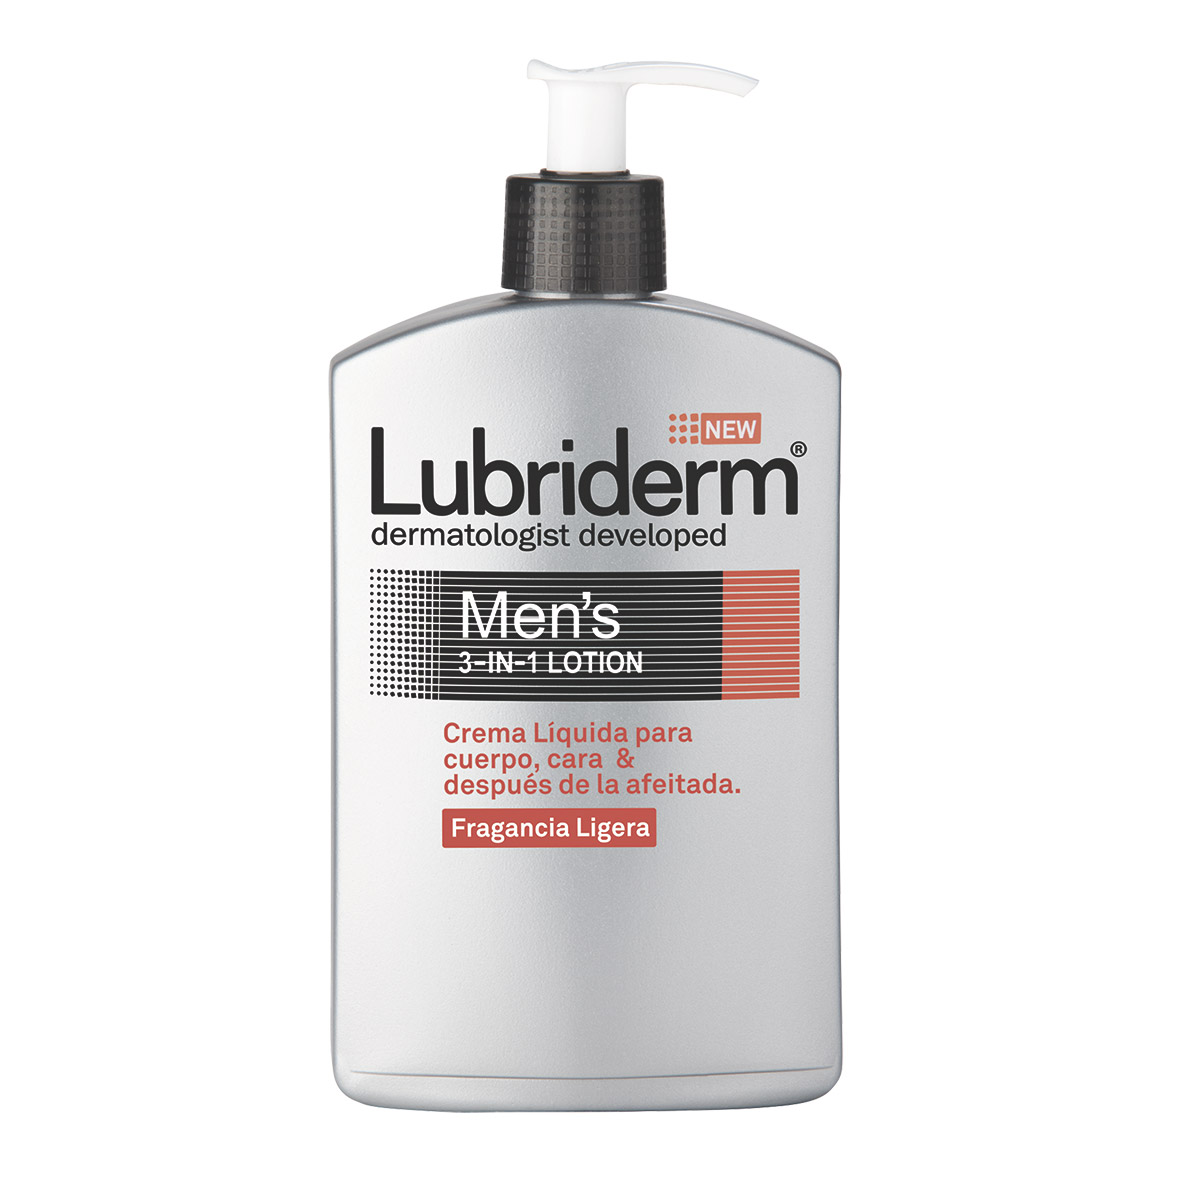 NEW
Lubriderm®
dermatologist developed
Men's
3-IN-1 LOTION
Crema Líquida para
cuerpo, cara &
después de la afeitada.
Fragancia Ligera